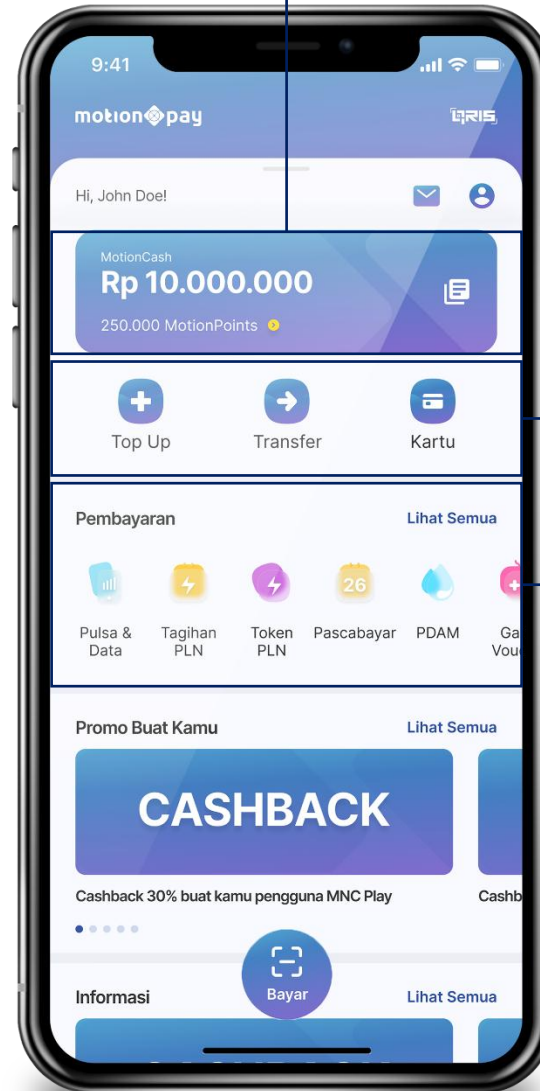 9:41
motion pay
QRIS
Hi, John Doe!
MotionCash
Rp 10.000.000
250.000 MotionPoints
Top Up
Transfer
Kartu
Pembayaran
Lihat Semua
Pulsa & Data
Tagihan PLN
Token PLN
26
Pascabayar
PDAM
Promo Buat Kamu
Lihat Semua
CASHBACK
Cashback 30% buat kamu pengguna MNC Play
Cashb
Bayar
Informasi
Lihat Semua